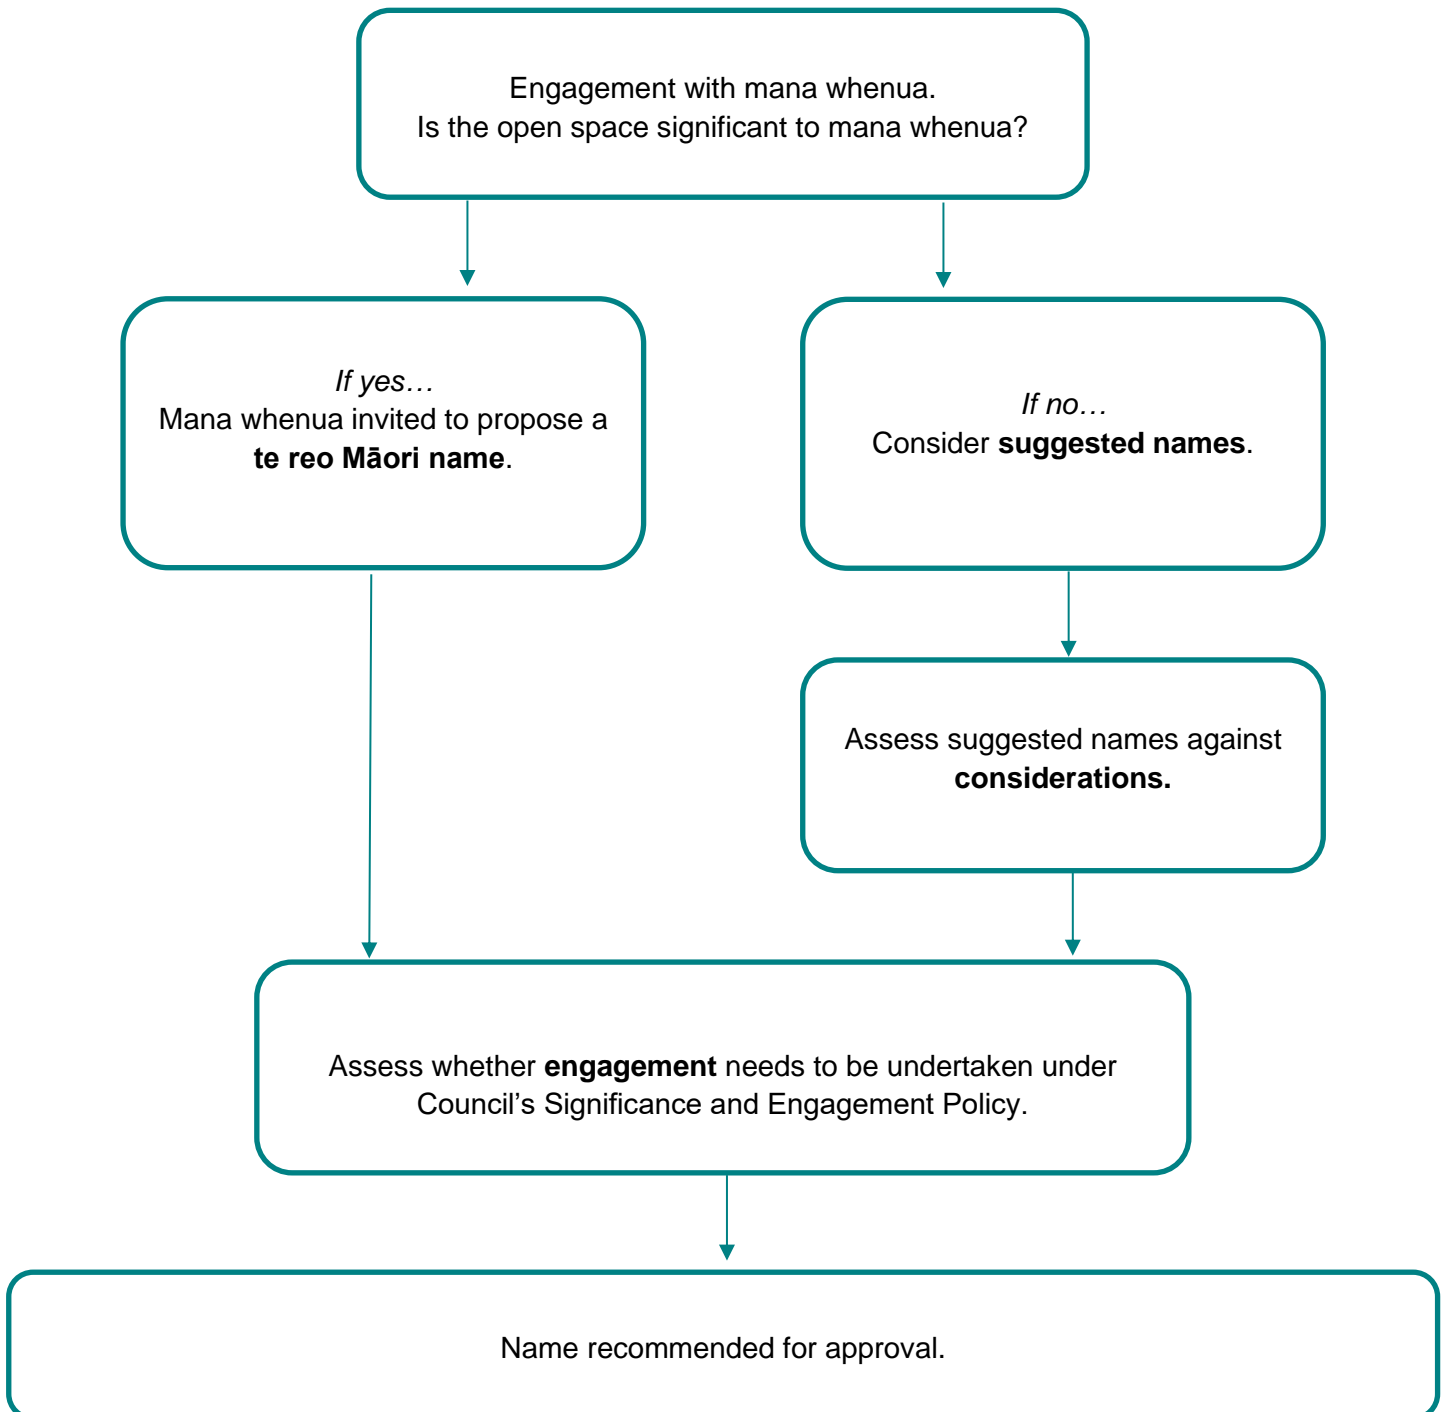 Engagement with mana whenua.
Is the open space significant to mana whenua?
If yes…
Mana whenua invited to propose a
te reo Māori name.
If no…
Consider suggested names.
Assess suggested names against
considerations.
Assess whether engagement needs to be undertaken under
Council’s Significance and Engagement Policy.
Name recommended for approval.